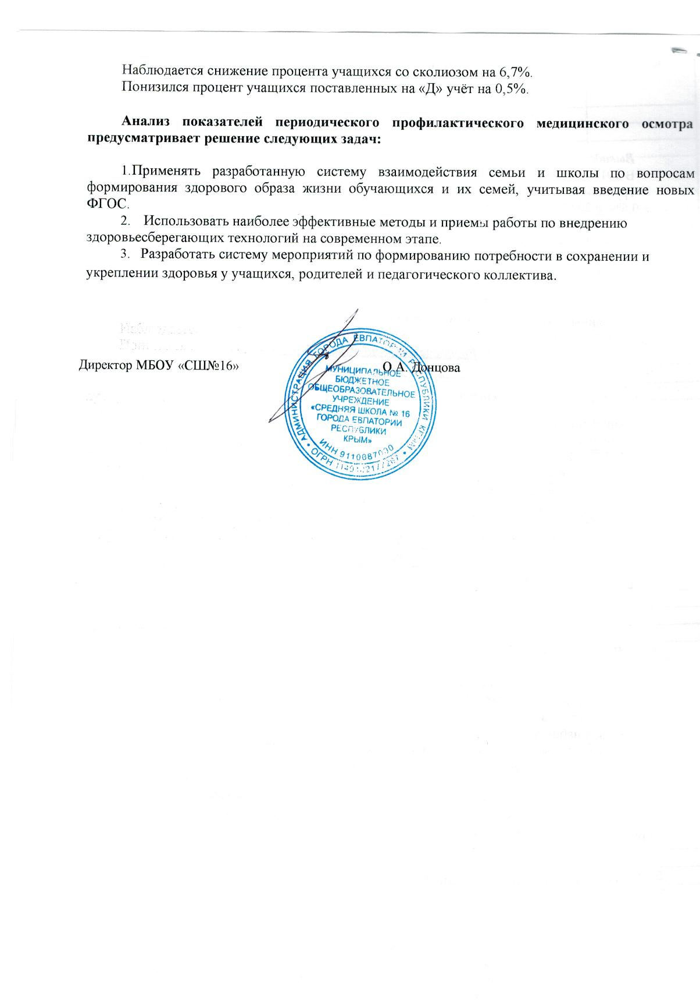 Наблюдается снижение процента учащихся со сколиозом на 6,7%.
Понизился процент учащихся поставленных на «Д» учёт на 0,5%.
Анализ показателей периодического профилактического медицинского осмотра
предусматривает решение следующих задач:
1.Применять разработанную систему взаимодействия семьи и школы по вопросам
формирования здорового образа жизни обучающихся и их семей, учитывая введение новых
ФГОС.
2. Использовать наиболее эффективные методы и приемы работы по внедрению
здоровьесберегающих технологий на современном этапе.
3. Разработать систему мероприятий по формированию потребности в сохранении и
укреплении здоровья у учащихся, родителей и педагогического коллектива.
Директор МБОУ «СШ№16» О.А. Донцова
АДМИНИСТРАЦИЯ ГОРОДА ЕВПАТОРИИ РЕСПУБЛИКИ КРЫМ
МУНИЦИПАЛЬНОЕ
БЮДЖЕТНОЕ
ОБЩЕОБРАЗОВАТЕЛЬНОЕ
УЧРЕЖДЕНИЕ
«СРЕДНЯЯ ШКОЛА № 16
ГОРОДА ЕВПАТОРИИ
РЕСПУБЛИКИ
КРЫМ»
ИНН 9110087000
ОГРН